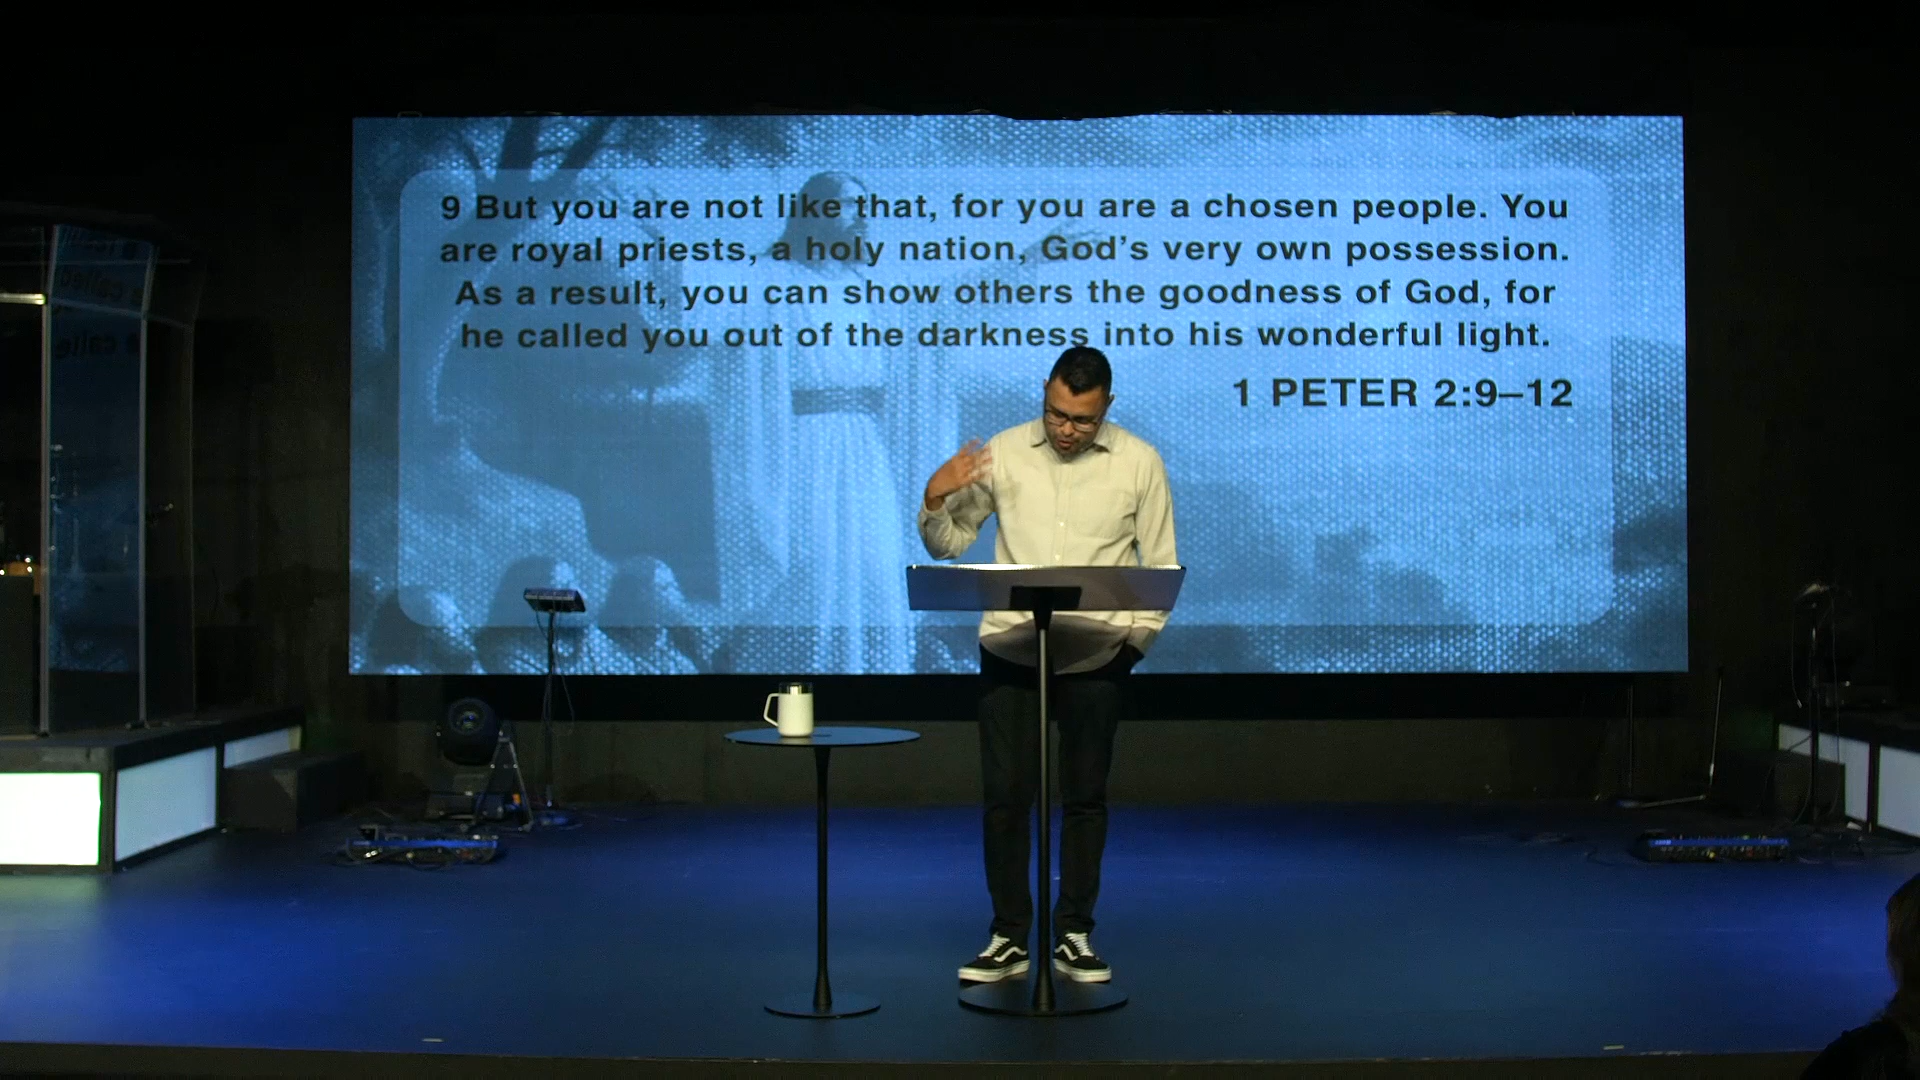 9 But you are not like that, for you are a chosen people. You
are royal priests, a holy nation, God’s very own possession.
As a result, you can show others the goodness of God, for
he called you out of the darkness into his wonderful light.
1 PETER 2:9–12